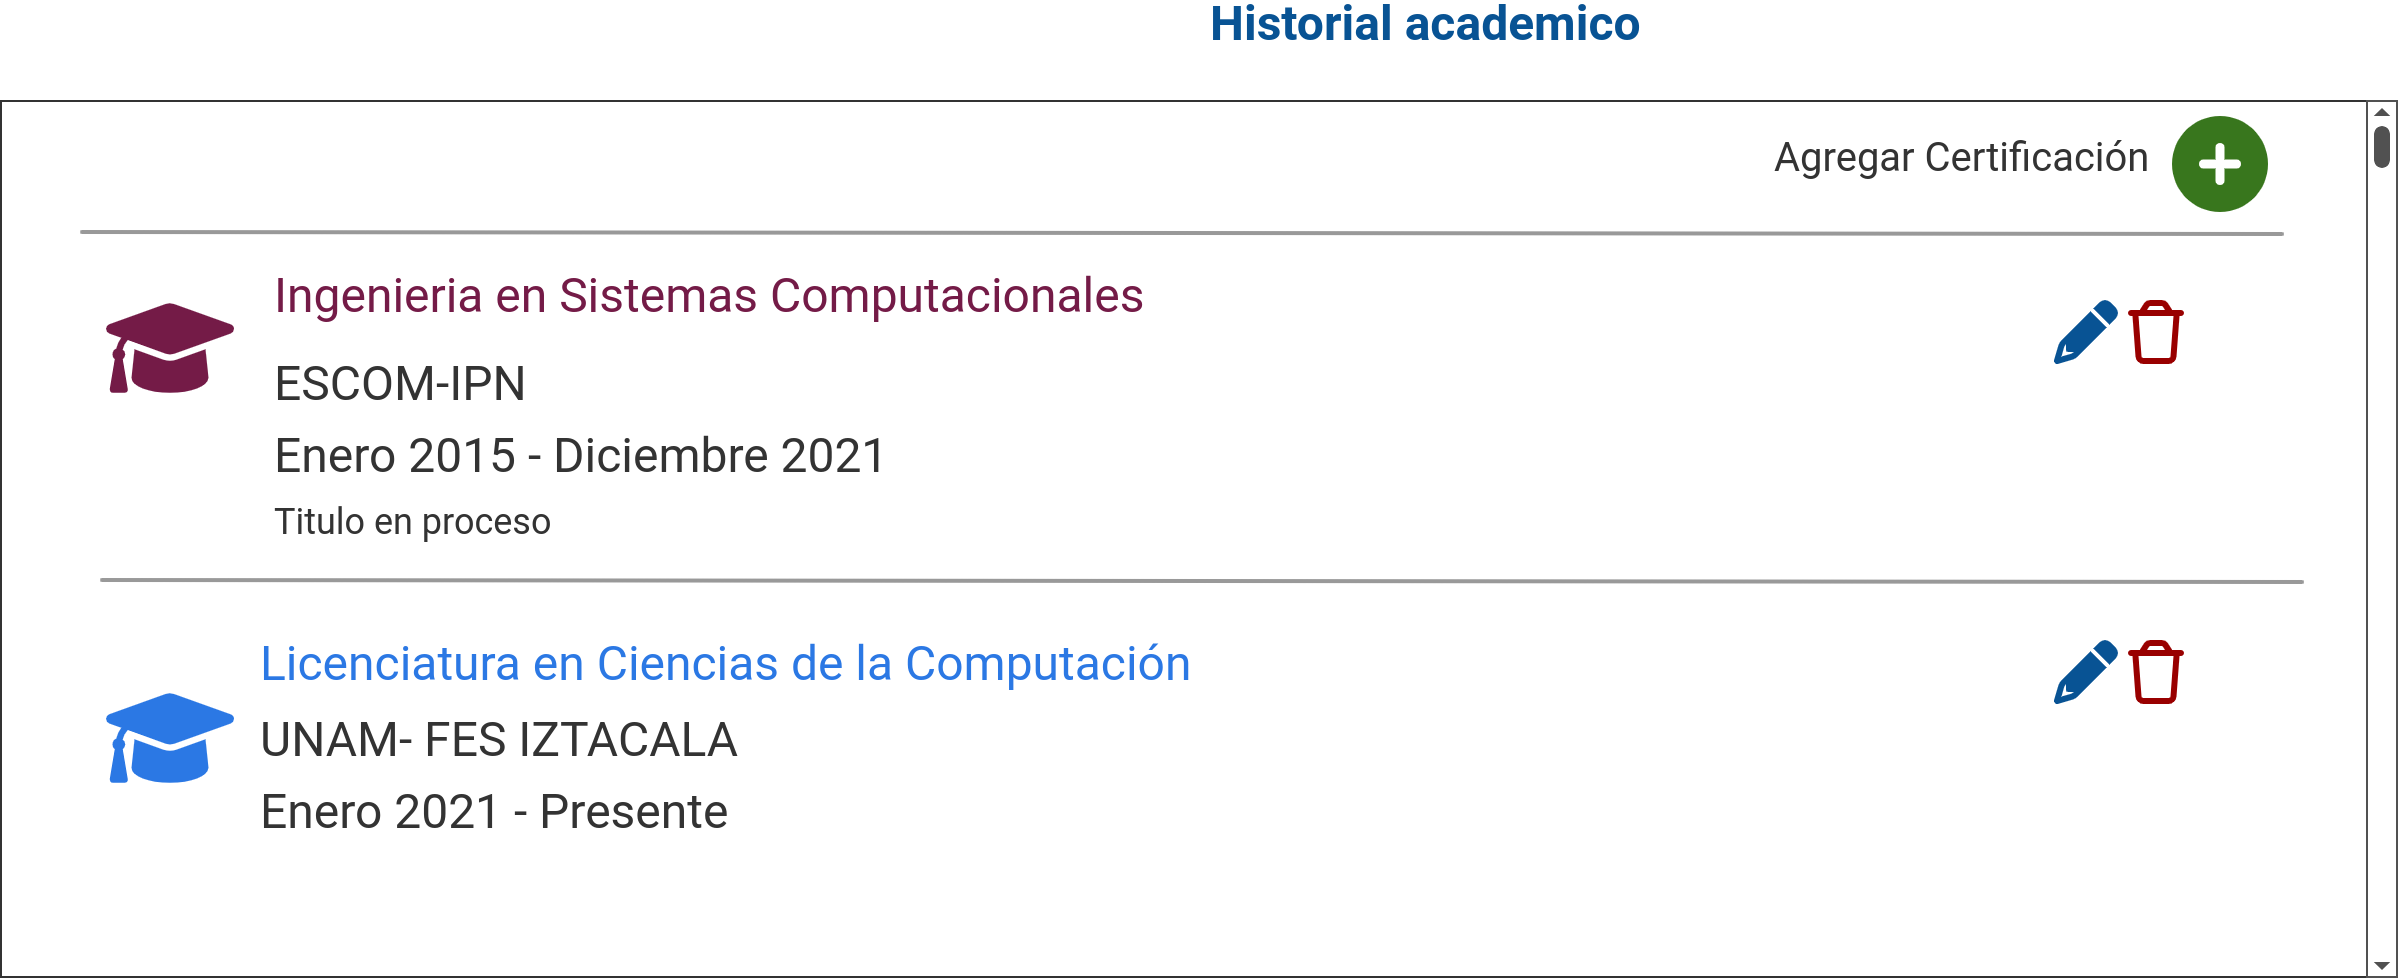 Historial academico
Agregar Certificación
Ingenieria en Sistemas Computacionales
ESCOM-IPN
Enero 2015 - Diciembre 2021
Titulo en proceso
Licenciatura en Ciencias de la Computación
UNAM- FES IZTACALA
Enero 2021 - Presente